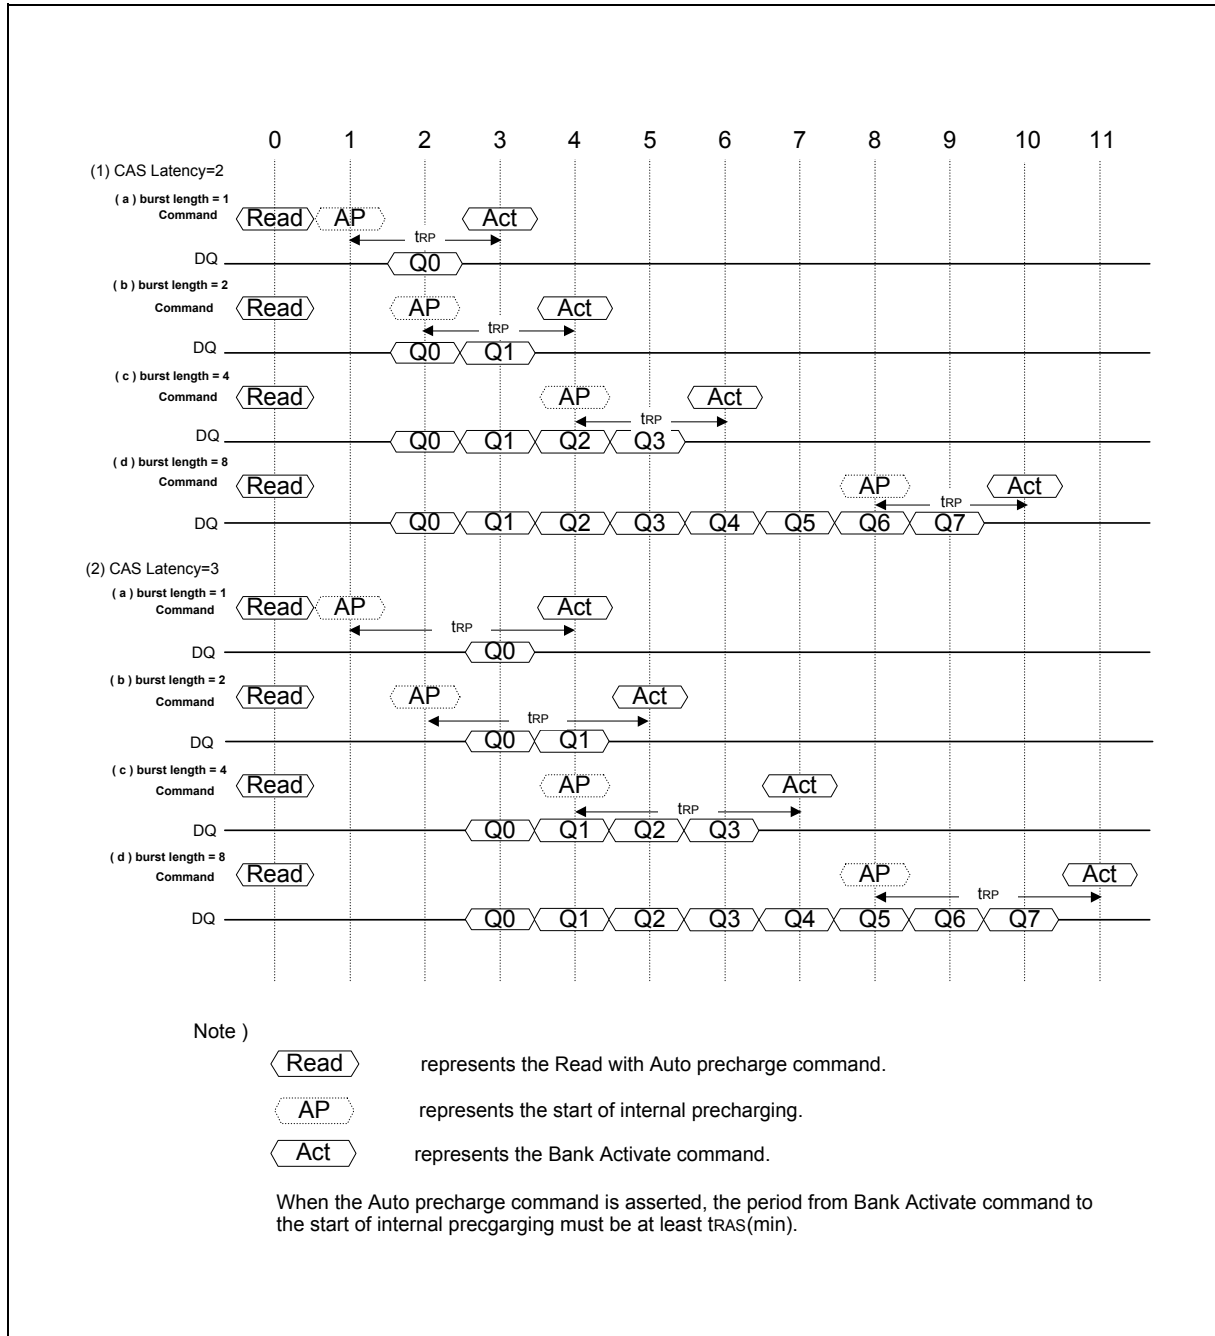 0 1 2 3 4 5 6 7 8 9 10 11
(1) CAS Latency=2
( a ) burst length = 1
Command Read AP Act
tRP
DQ Q0
( b ) burst length = 2
Command Read AP Act
tRP
DQ Q0 Q1
( c ) burst length = 4
Command Read AP Act
tRP
DQ Q0 Q1 Q2 Q3
( d ) burst length = 8
Command Read AP Act
tRP
DQ Q0 Q1 Q2 Q3 Q4 Q5 Q6 Q7
(2) CAS Latency=3
( a ) burst length = 1
Command Read AP Act
tRP
DQ Q0
( b ) burst length = 2
Command Read AP Act
tRP
DQ Q0 Q1
( c ) burst length = 4
Command Read AP Act
tRP
DQ Q0 Q1 Q2 Q3
( d ) burst length = 8
Command Read AP Act
tRP
DQ Q0 Q1 Q2 Q3 Q4 Q5 Q6 Q7
Note )
Read represents the Read with Auto precharge command.
AP represents the start of internal precharging.
Act represents the Bank Activate command.
When the Auto precharge command is asserted, the period from Bank Activate command to
the start of internal precgarging must be at least tRAS(min).